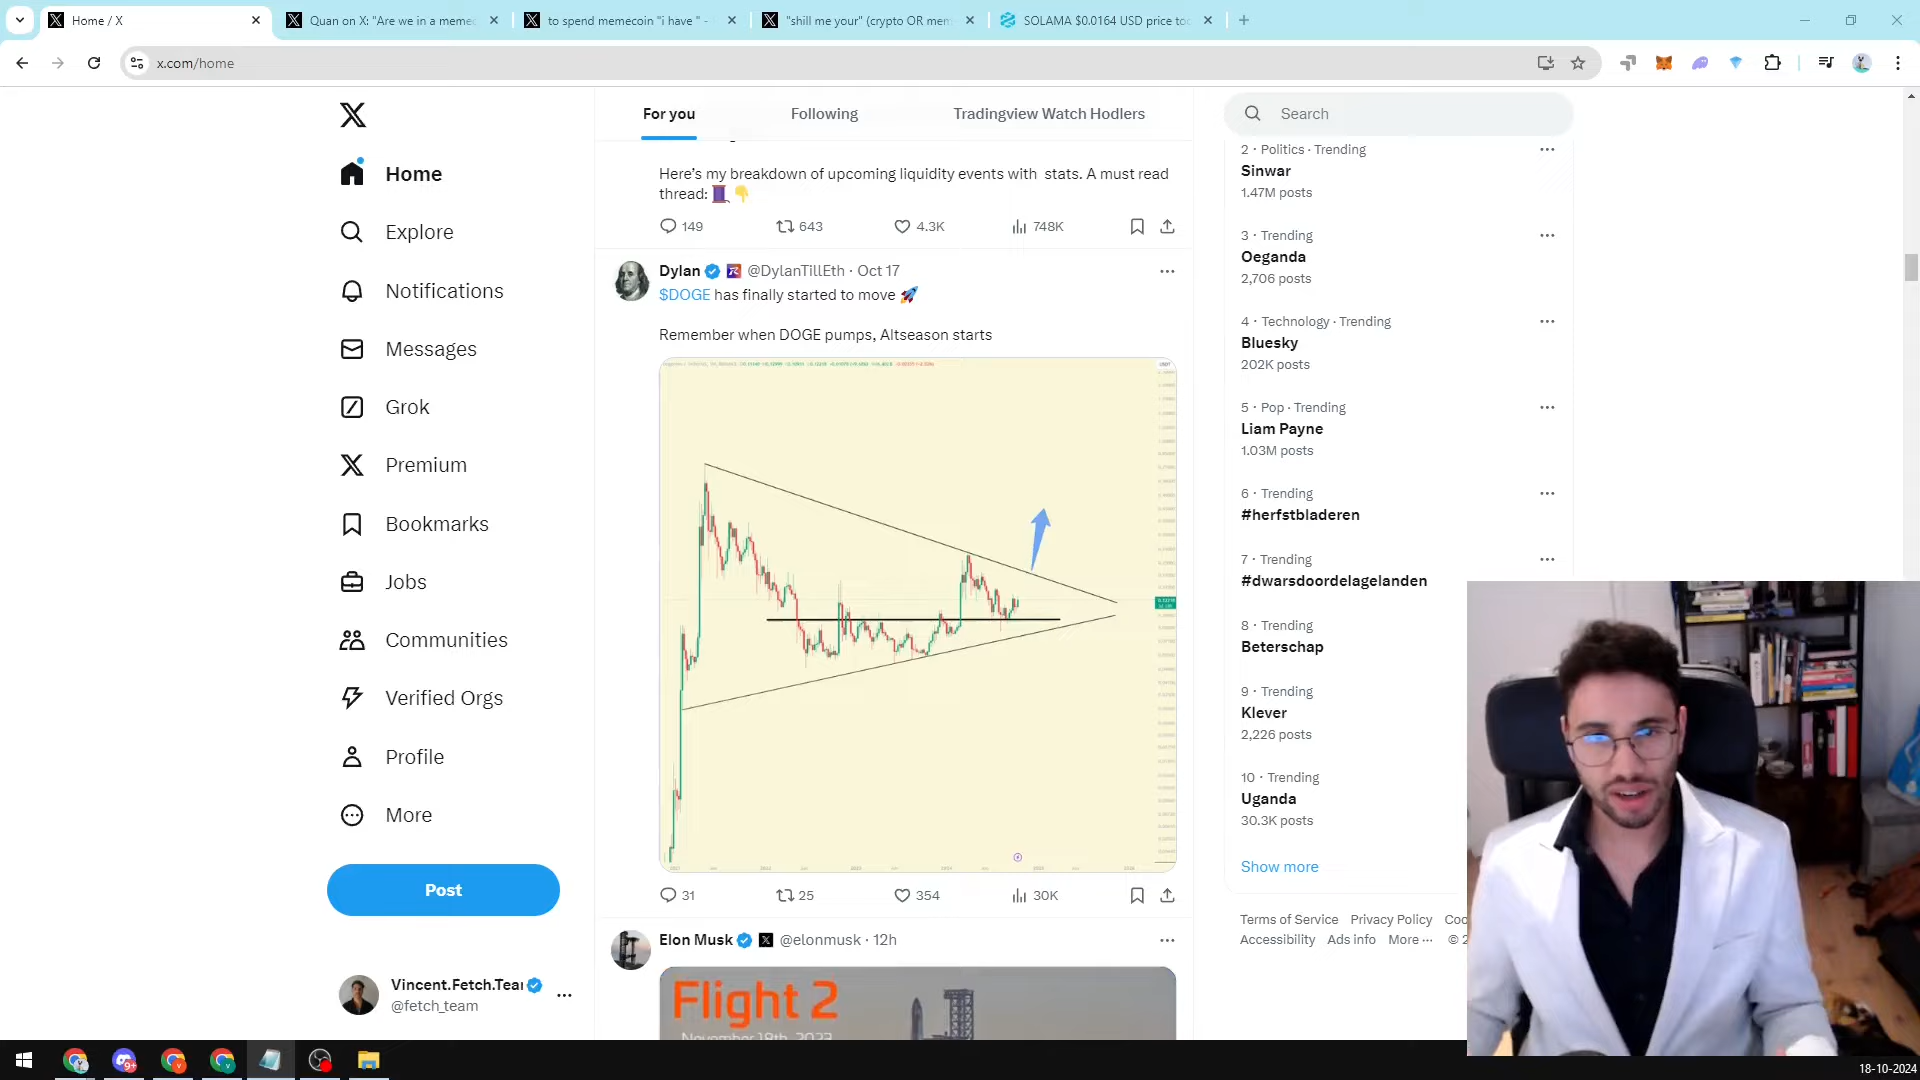 Home / X
Quan on X: "Are we in a memec
to spend memecoin "i have " -
"shill me your" (crypto OR mem
SOLAMA $0.0164 USD price to
x.com/home
For you
Following
Tradingview Watch Hodlers
Search
Home
Explore
Notifications
Messages
Grok
Premium
Bookmarks
Jobs
Communities
Verified Orgs
Profile
More
Post
Vincent.Fetch.Tea
@fetch_team
Here's my breakdown of upcoming liquidity events with stats. A must read
thread: 🧵👇
149 643 4.3K 748K
Dylan @DylanTillEth · Oct 17
$DOGE has finally started to move 🚀
Remember when DOGE pumps, Altseason starts
31 25 354 30K
Elon Musk @elonmusk · 12h
Flight 2
November 18th, 2023
2 · Politics · Trending
Sinwar
1.47M posts
3 · Trending
Oeganda
2,706 posts
4 · Technology · Trending
Bluesky
202K posts
5 · Pop · Trending
Liam Payne
1.03M posts
6 · Trending
#herfstbladeren
7 · Trending
#dwarsdoordelagelanden
8 · Trending
Beterschap
9 · Trending
Klever
2,226 posts
10 · Trending
Uganda
30.3K posts
Show more
Terms of Service Privacy Policy Coo
Accessibility Ads info More ··· © 2
9+
18-10-2024